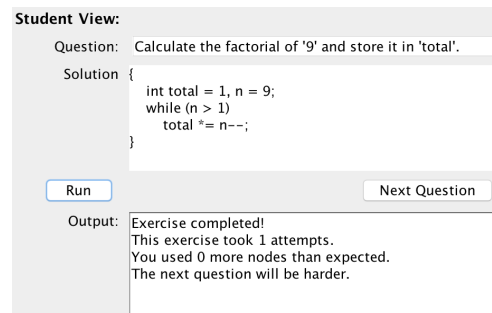 Student View:
Question: Calculate the factorial of '9' and store it in 'total'.
Solution {
int total = 1, n = 9;
while (n > 1)
total *= n--;
}
Run Next Question
Output: Exercise completed!
This exercise took 1 attempts.
You used 0 more nodes than expected.
The next question will be harder.